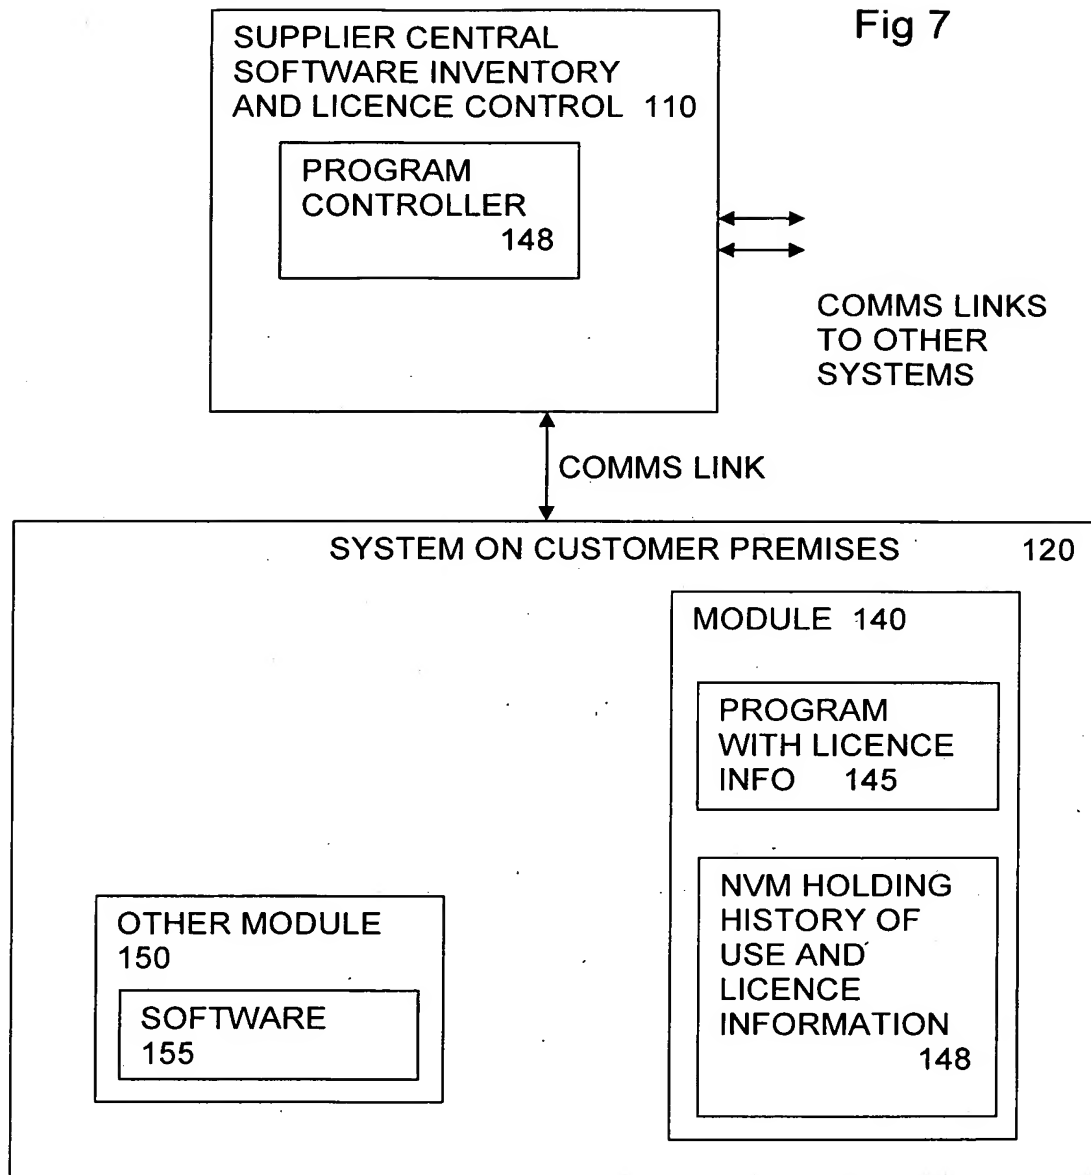 Fig 7
SUPPLIER CENTRAL
SOFTWARE INVENTORY
AND LICENCE CONTROL 110
PROGRAM
CONTROLLER
148
COMMS LINKS
TO OTHER
SYSTEMS
COMMS LINK
SYSTEM ON CUSTOMER PREMISES 120
MODULE 140
PROGRAM
WITH LICENCE
INFO 145
NVM HOLDING
HISTORY OF
USE AND
LICENCE
INFORMATION
148
OTHER MODULE
150
SOFTWARE
155